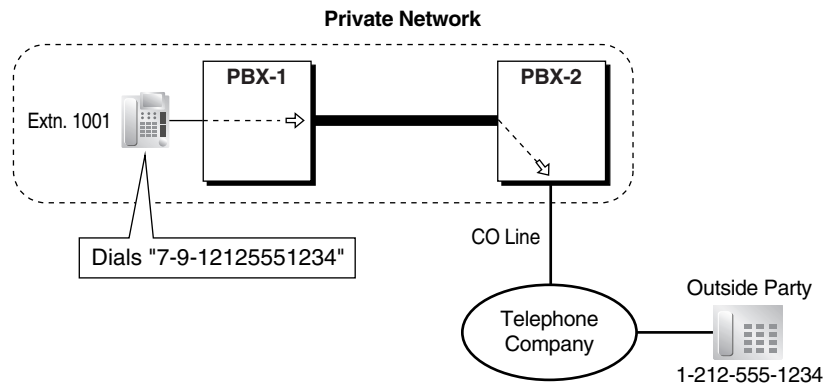 Private Network
PBX-1
PBX-2
Extn. 1001
Dials "7-9-12125551234"
CO Line
Outside Party
Telephone
Company
1-212-555-1234